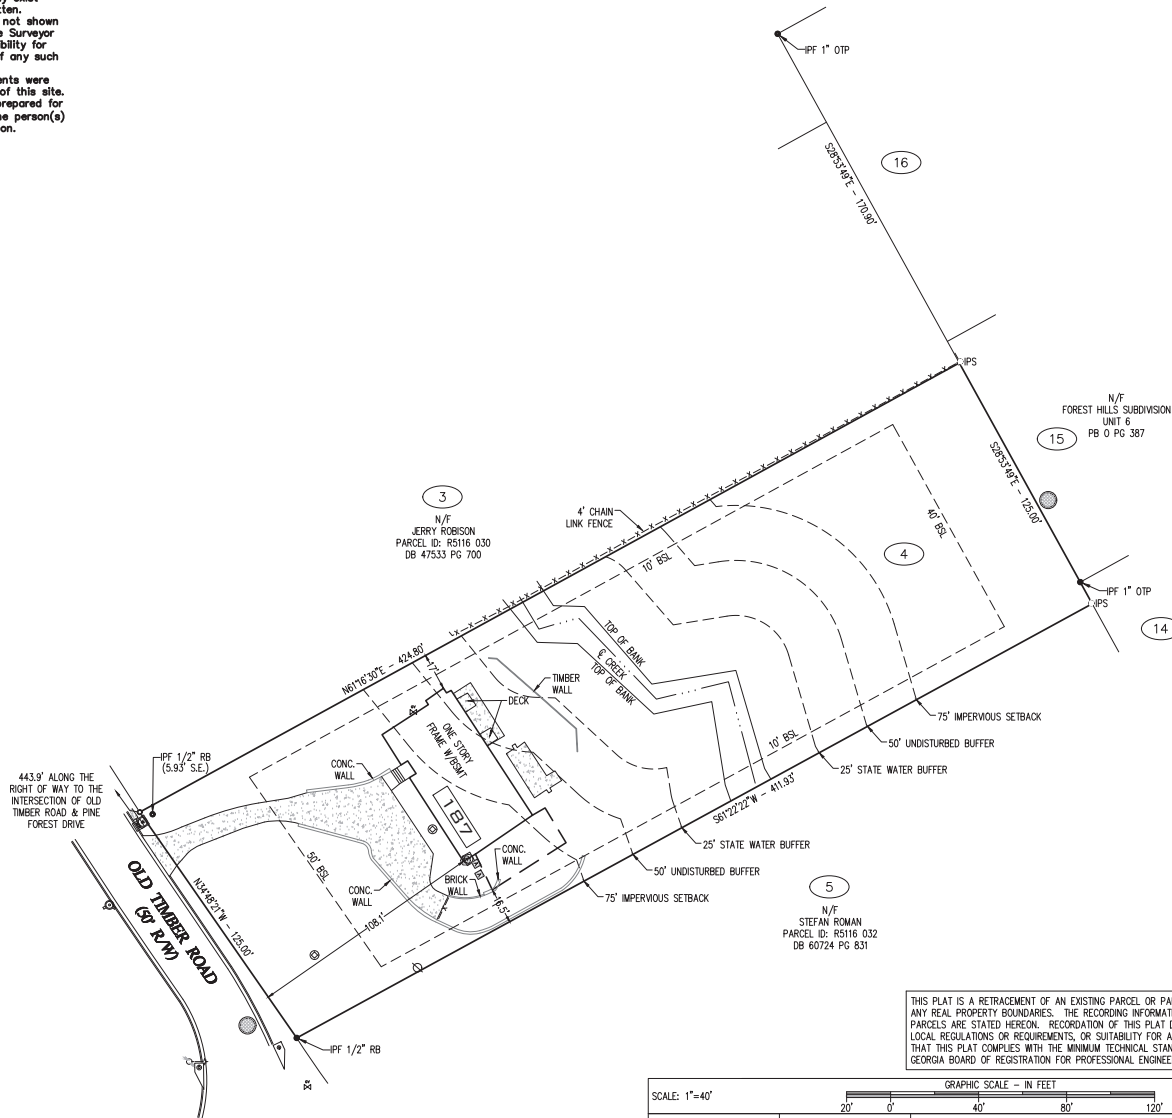 tten.
not shown
e Surveyor
bility for
f any such
ents were
of this site.
prepared for
ne person(s)
on.
IPF 1" OTP
S28°53'49"E - 170.90'
16
IPS
N/F
FOREST HILLS SUBDIVISION
UNIT 6
PB O PG 387
15
S28°53'49"E - 125.00'
3
N/F
JERRY ROBISON
PARCEL ID: R5116 030
DB 47533 PG 700
4' CHAIN
LINK FENCE
10' BSL
40' BSL
4
IPF 1" OTP
IPS
14
N61°16'30"E - 424.80'
17'
TOP OF BANK
℄ CREEK
TOP OF BANK
TIMBER
WALL
DECK
ONE STORY
FRAME W/BSMT
187
10' BSL
75' IMPERVIOUS SETBACK
50' UNDISTURBED BUFFER
25' STATE WATER BUFFER
S61°22'22"W - 411.93'
IPF 1/2" RB
(5.93' S.E.)
443.9' ALONG THE
RIGHT OF WAY TO THE
INTERSECTION OF OLD
TIMBER ROAD & PINE
FOREST DRIVE
CONC.
WALL
50' BSL
CONC.
WALL
CONC.
WALL
BRICK
WALL
16.5'
108.1'
25' STATE WATER BUFFER
50' UNDISTURBED BUFFER
75' IMPERVIOUS SETBACK
5
N/F
STEFAN ROMAN
PARCEL ID: R5116 032
DB 60724 PG 831
OLD TIMBER ROAD
(50' R/W)
N34°48'21"W - 125.00'
IPF 1/2" RB
THIS PLAT IS A RETRACEMENT OF AN EXISTING PARCEL OR PA
ANY REAL PROPERTY BOUNDARIES. THE RECORDING INFORMATI
PARCELS ARE STATED HEREON. RECORDATION OF THIS PLAT D
LOCAL REGULATIONS OR REQUIREMENTS, OR SUITABILITY FOR A
THAT THIS PLAT COMPLIES WITH THE MINIMUM TECHNICAL STAN
GEORGIA BOARD OF REGISTRATION FOR PROFESSIONAL ENGINEE
SCALE: 1"=40'
GRAPHIC SCALE - IN FEET
20' 0' 40' 80' 120'